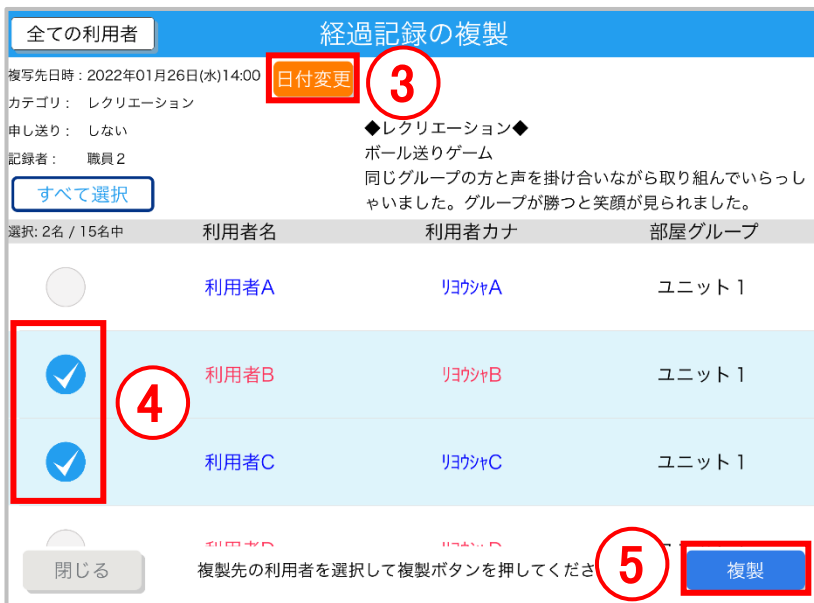 全ての利用者
経過記録の複製
複写先日時：2022年01月26日(水)14:00
日付変更
③
カテゴリ： レクリエーション
申し送り： しない
記録者： 職員２
◆レクリエーション◆
ボール送りゲーム
同じグループの方と声を掛け合いながら取り組んでいらっし
ゃいました。グループが勝つと笑顔が見られました。
すべて選択
選択: 2名 / 15名中 利用者名 利用者カナ 部屋グループ
利用者A ﾘﾖｳｼｬA ユニット１
利用者B ﾘﾖｳｼｬB ユニット１
④
利用者C ﾘﾖｳｼｬC ユニット１
閉じる
複製先の利用者を選択して複製ボタンを押してくださ
⑤
複製